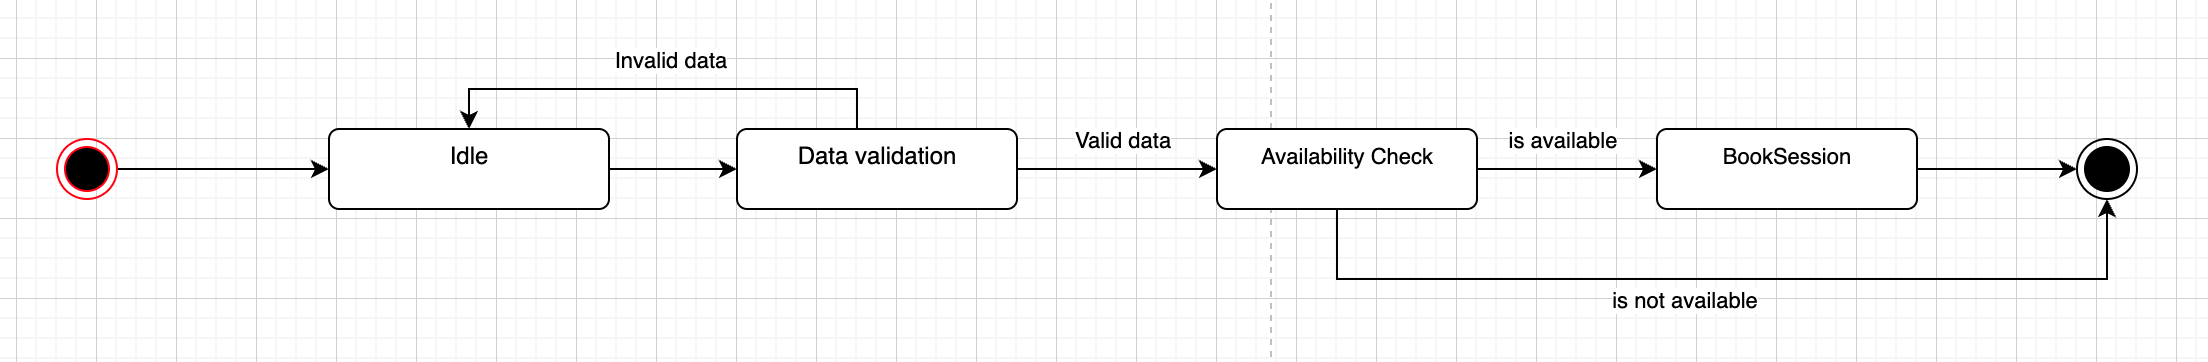 Invalid data
Idle
Data validation
Valid data
Availability Check
is available
BookSession
is not available